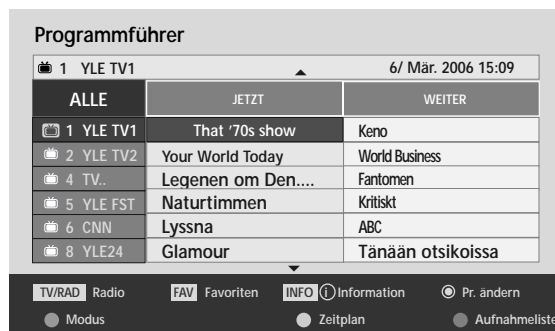 Programmführer
1 YLE TV1 6/ Mär. 2006 15:09
ALLE JETZT WEITER
1 YLE TV1 That '70s show Keno
2 YLE TV2 Your World Today World Business
4 TV.. Legenen om Den.... Fantomen
5 YLE FST Naturtimmen Kritiskt
6 CNN Lyssna ABC
8 YLE24 Glamour Tänään otsikoissa
TV/RAD Radio FAV Favoriten INFO i Information Pr. ändern
Modus Zeitplan Aufnahmeliste